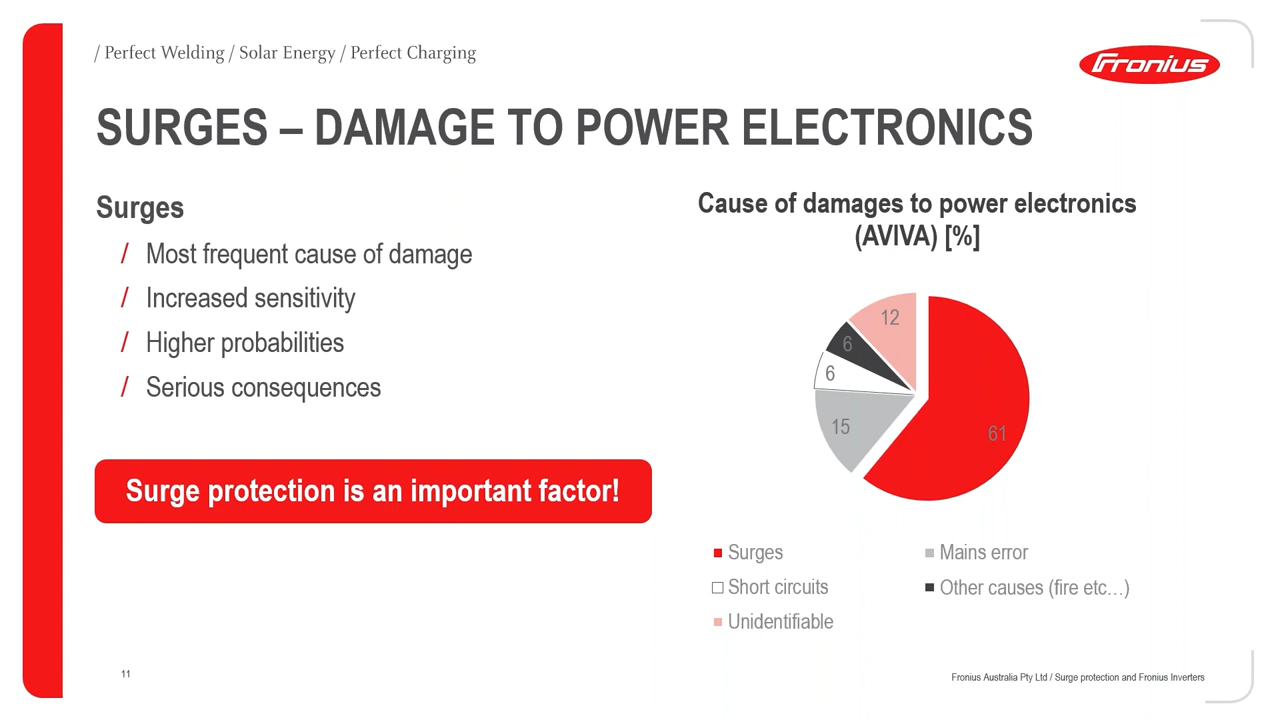 / Perfect Welding / Solar Energy / Perfect Charging
Fronius
SURGES – DAMAGE TO POWER ELECTRONICS
Surges
/ Most frequent cause of damage
/ Increased sensitivity
/ Higher probabilities
/ Serious consequences
Surge protection is an important factor!
Cause of damages to power electronics
(AVIVA) [%]
12
6
6
15
61
Surges
Mains error
Short circuits
Other causes (fire etc…)
Unidentifiable
11
Fronius Australia Pty Ltd / Surge protection and Fronius Inverters